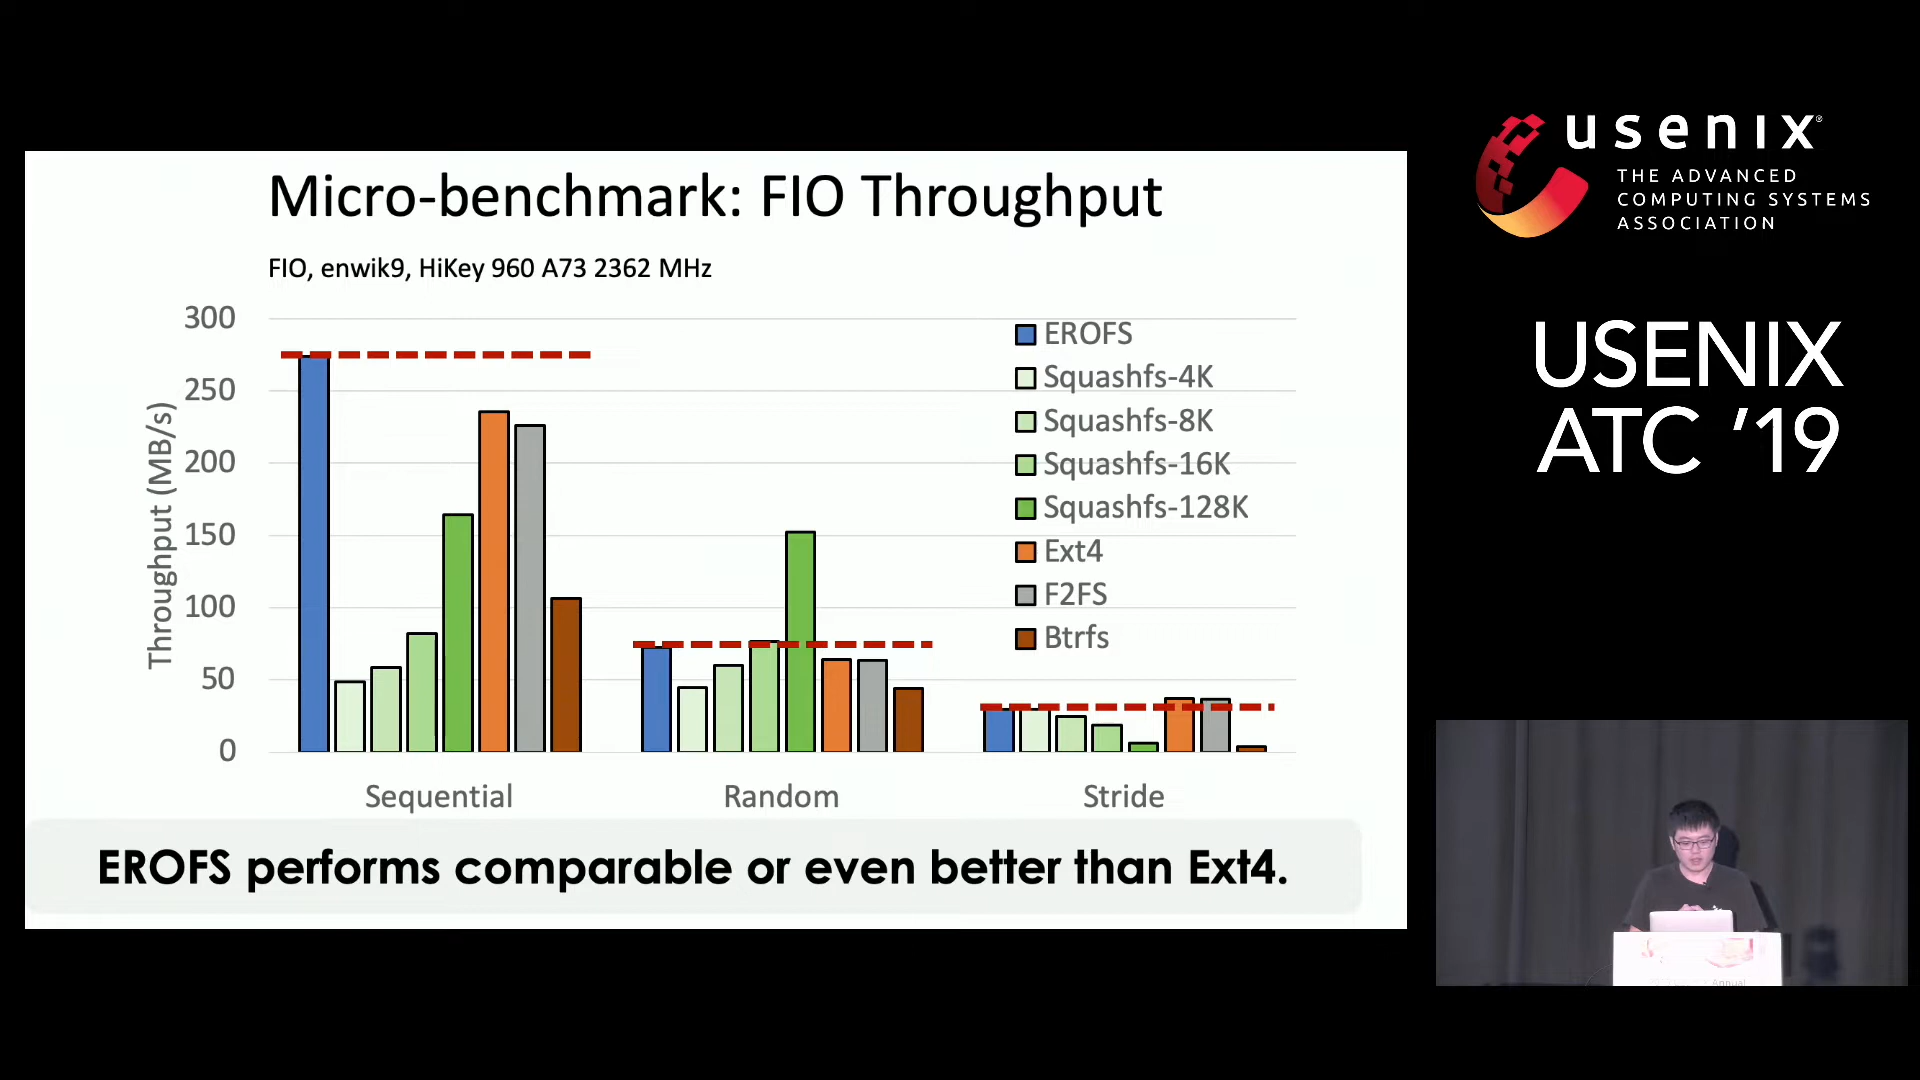 Micro-benchmark: FIO Throughput
FIO, enwik9, HiKey 960 A73 2362 MHz
Throughput (MB/s)
300
250
200
150
100
50
0
EROFS
Squashfs-4K
Squashfs-8K
Squashfs-16K
Squashfs-128K
Ext4
F2FS
Btrfs
Sequential
Random
Stride
EROFS performs comparable or even better than Ext4.
usenix®
THE ADVANCED
COMPUTING SYSTEMS
ASSOCIATION
USENIX
ATC ’19
Annual